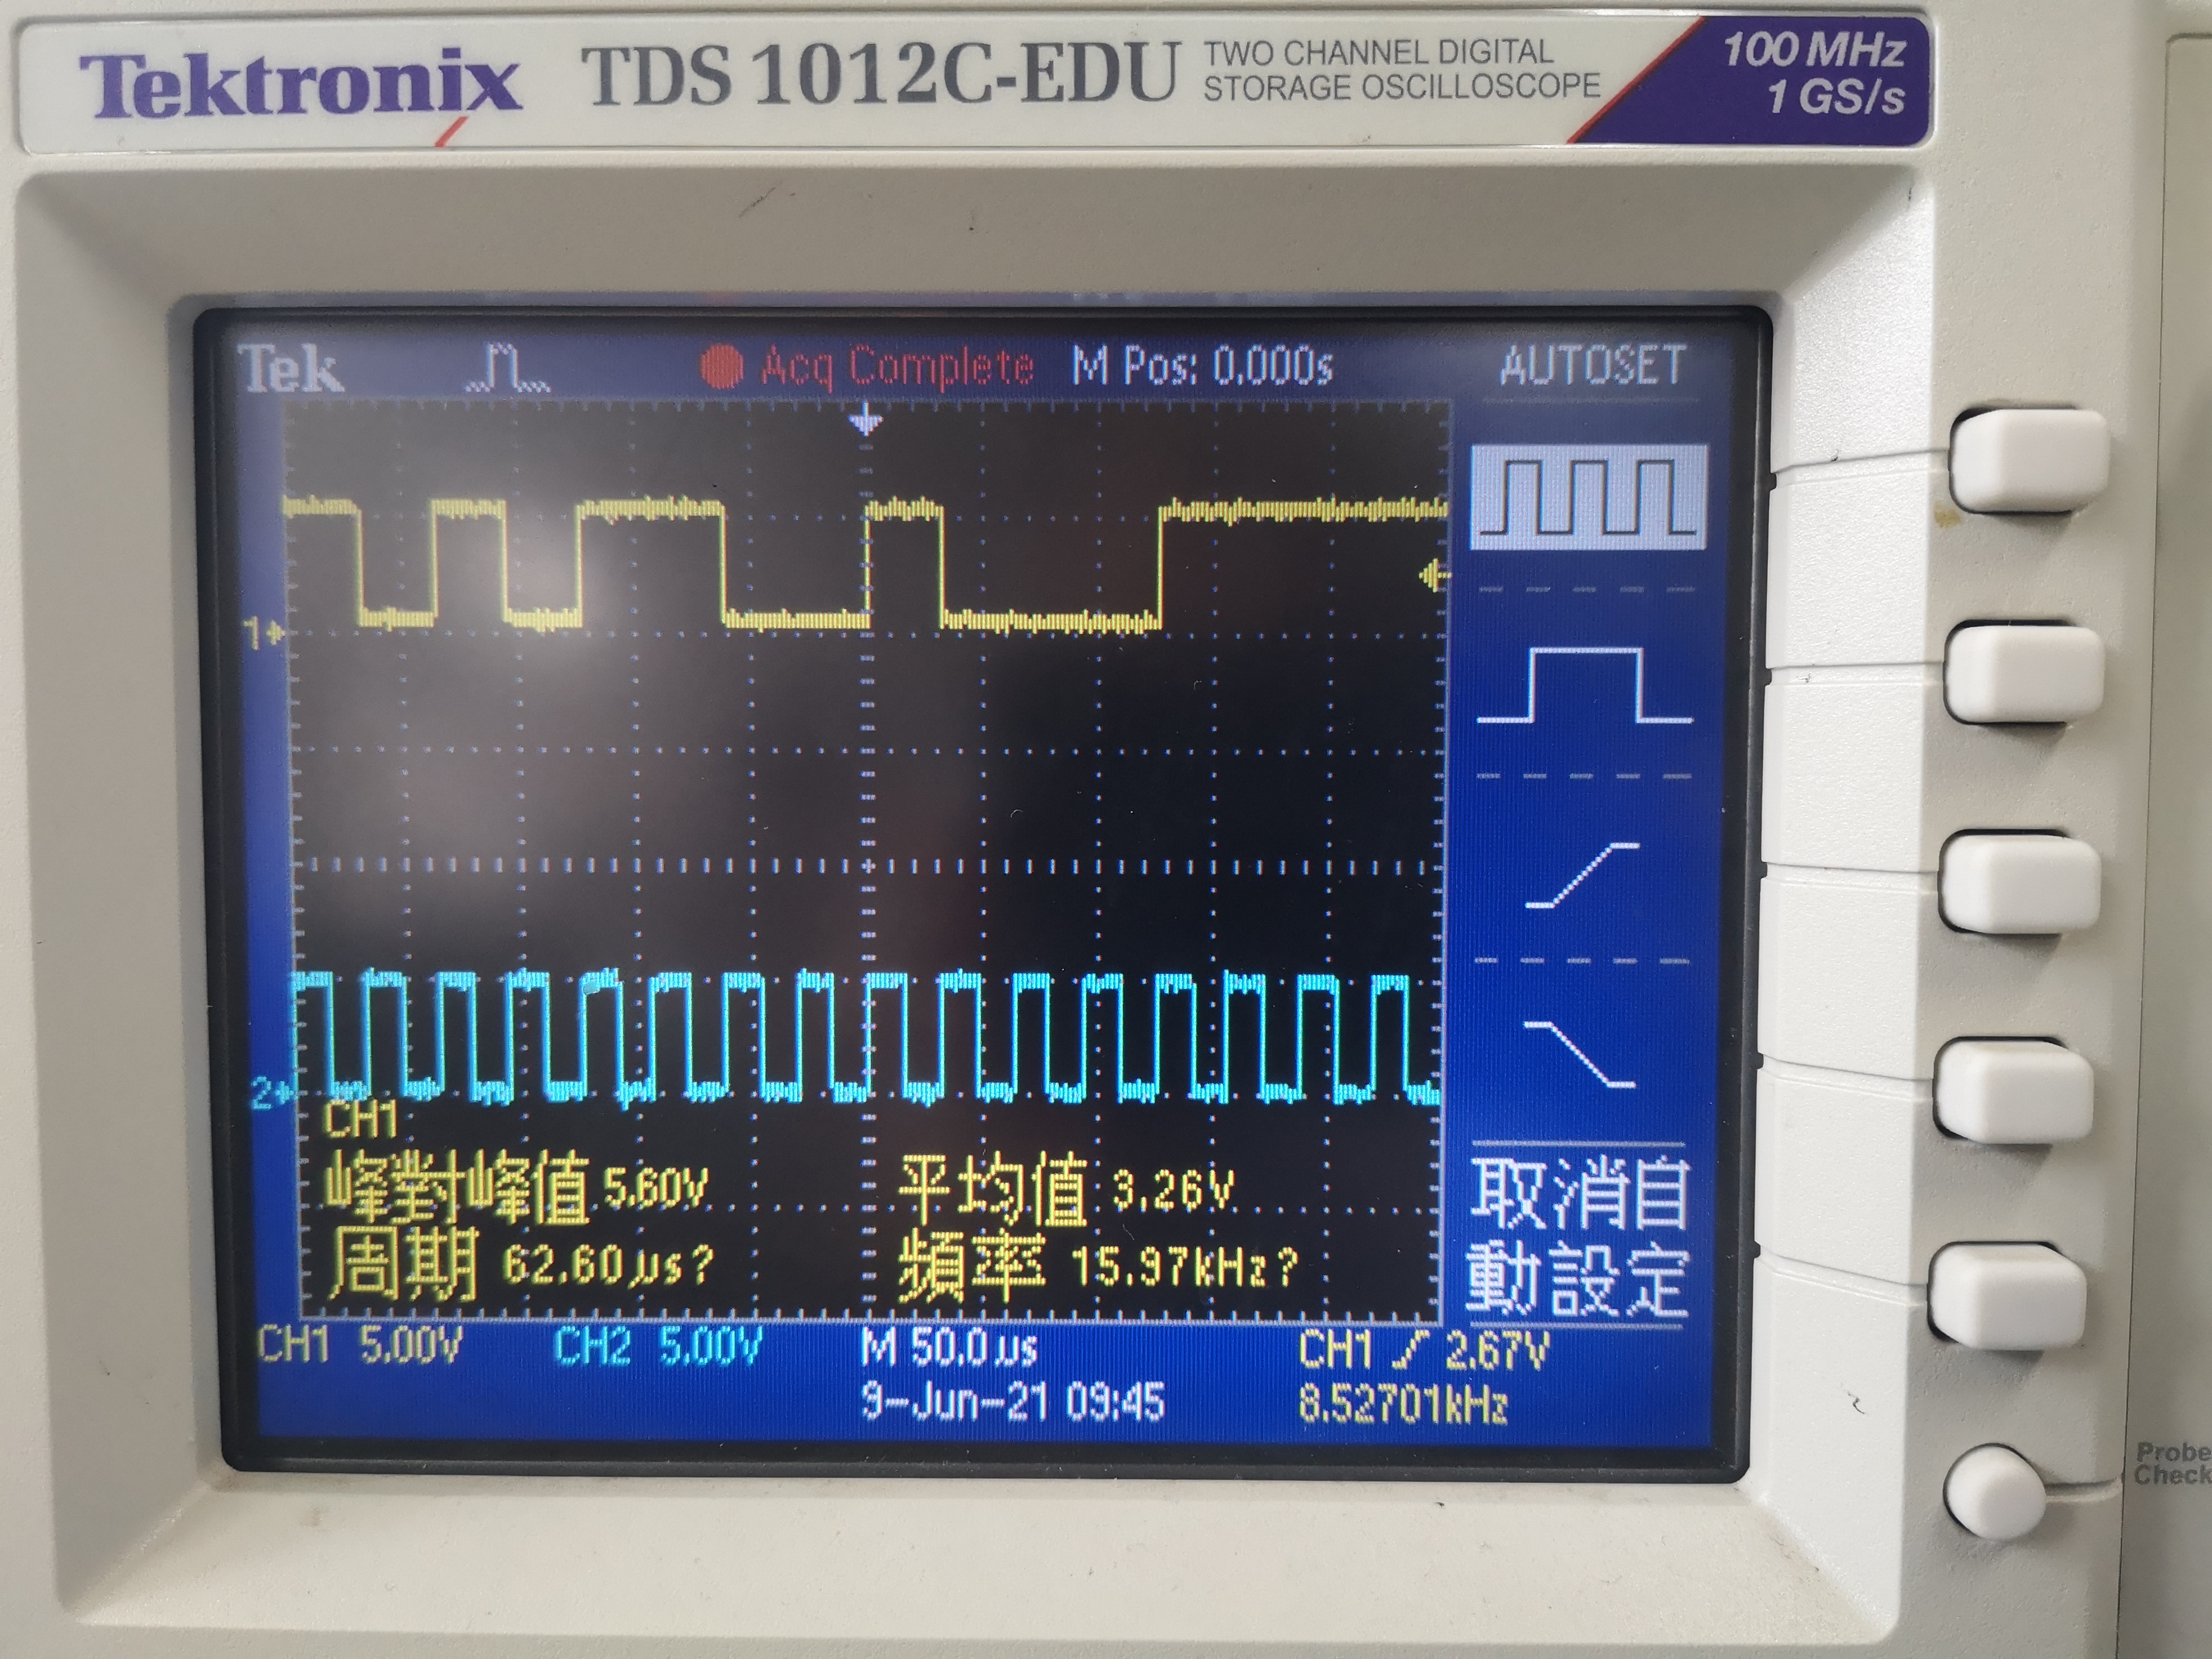 Tektronix TDS 1012C-EDU TWO CHANNEL DIGITAL STORAGE OSCILLOSCOPE 100 MHz 1 GS/s
Tek Acq Complete M Pos: 0.000s AUTOSET
1
2
CH1
峰對峰值 5.60V 平均值 3.26V
周期 62.60µs? 頻率 15.97kHz?
取消自
動設定
CH1 5.00V CH2 5.00V M 50.0µs CH1 2.67V
9-Jun-21 09:45 8.52701kHz
Probe
Check